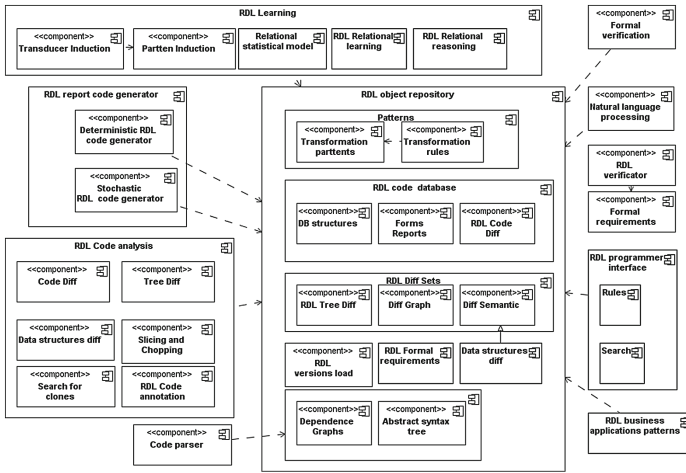 RDL Learning
<<component>>
Transducer Induction
<<component>>
Partten Induction
Relational
statistical model
RDL Relational
learning
RDL Relational
reasoning
<<component>>
Formal
verification
RDL report code generator
<<component>>
Deterministic RDL
code generator
<<component>>
Stochastic
RDL code generator
RDL object repository
Patterns
<<component>>
Transformation
parttents
<<component>>
Transformation
rules
<<component>>
Natural language
processing
<<component>>
RDL
verificator
<<component>>
Formal
requirements
RDL code database
<<component>>
DB structures
<<component>>
Forms
Reports
<<component>>
RDL Code
Diff
RDL Code analysis
<<component>>
Code Diff
<<component>>
Tree Diff
<<component>>
Data structures diff
<<component>>
Slicing and
Chopping
<<component>>
Search for
clones
<<component>>
RDL Code
annotation
RDL Diff Sets
<<component>>
RDL Tree Diff
<<component>>
Diff Graph
<<component>>
Diff Semantic
<<component>>
RDL
versions load
RDL Formal
requirements
Data structures
diff
RDL programmer
interface
Rules
Search
<<component>>
Code parser
<<component>>
Dependence
Graphs
<<component>>
Abstract syntax
tree
RDL business
applications patterns